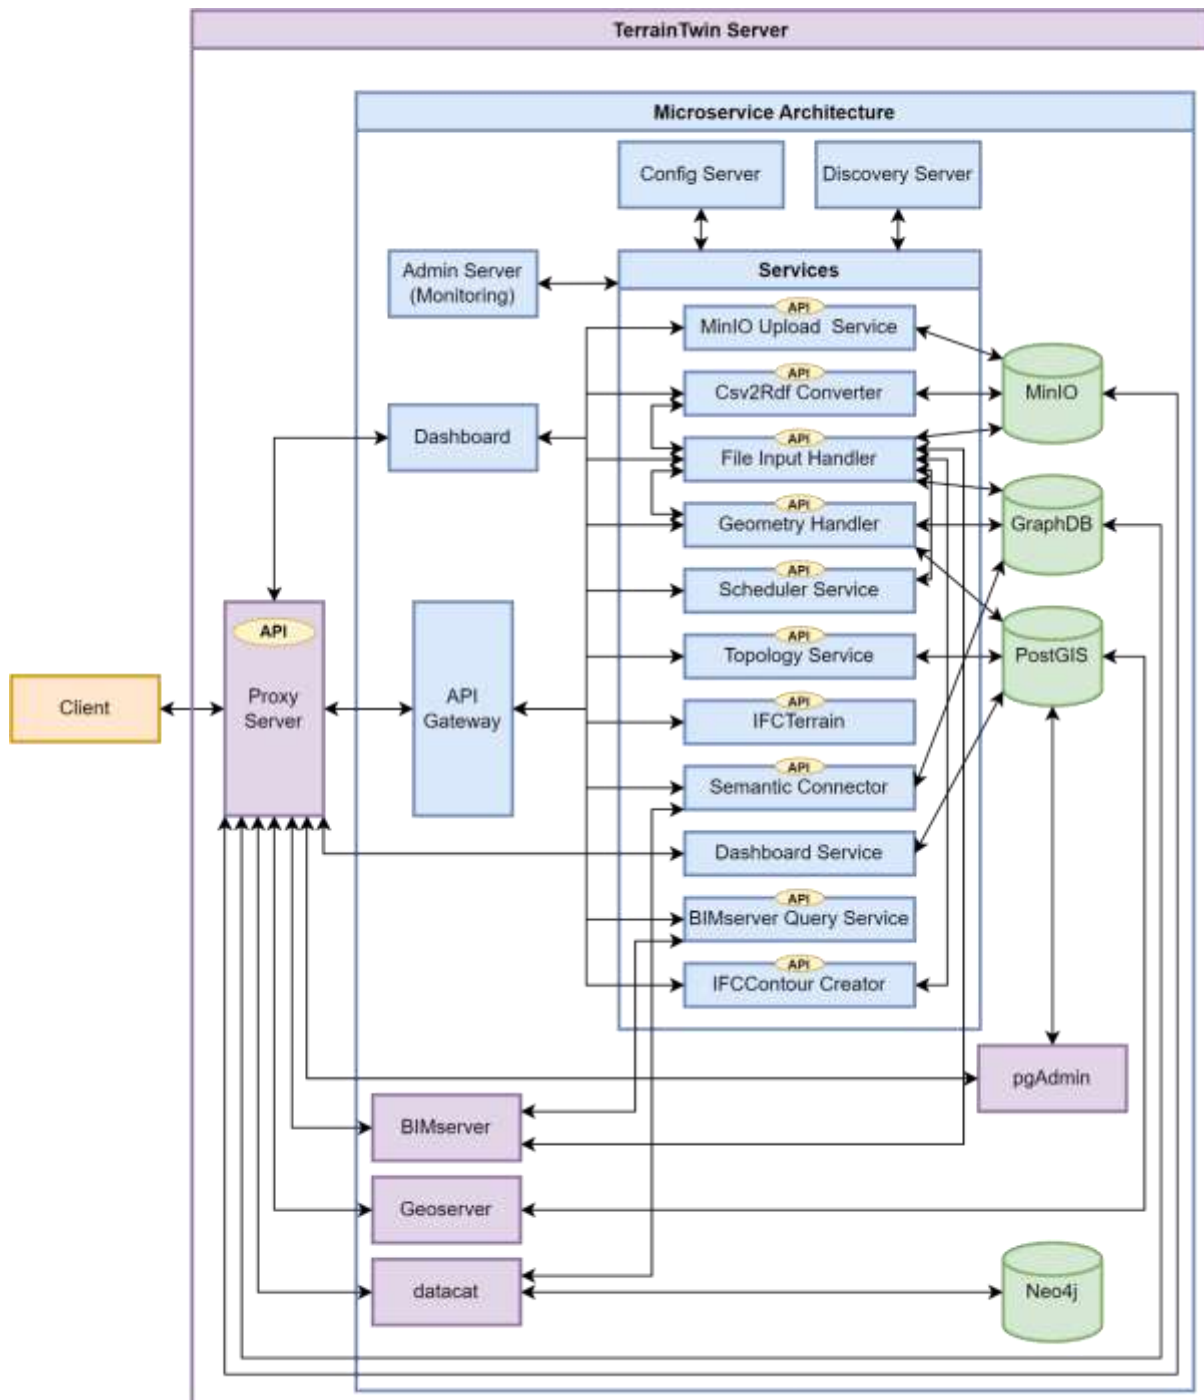 TerrainTwin Server
Microservice Architecture
Config Server
Discovery Server
Admin Server
(Monitoring)
Services
API
MinIO Upload Service
API
Csv2Rdf Converter
MinIO
Dashboard
API
File Input Handler
API
Geometry Handler
GraphDB
API
Scheduler Service
API
API
Topology Service
PostGIS
Client
Proxy
Server
API
Gateway
API
IFCTerrain
API
Semantic Connector
Dashboard Service
API
BIMserver Query Service
API
IFCContour Creator
pgAdmin
BIMserver
Geoserver
datacat
Neo4j